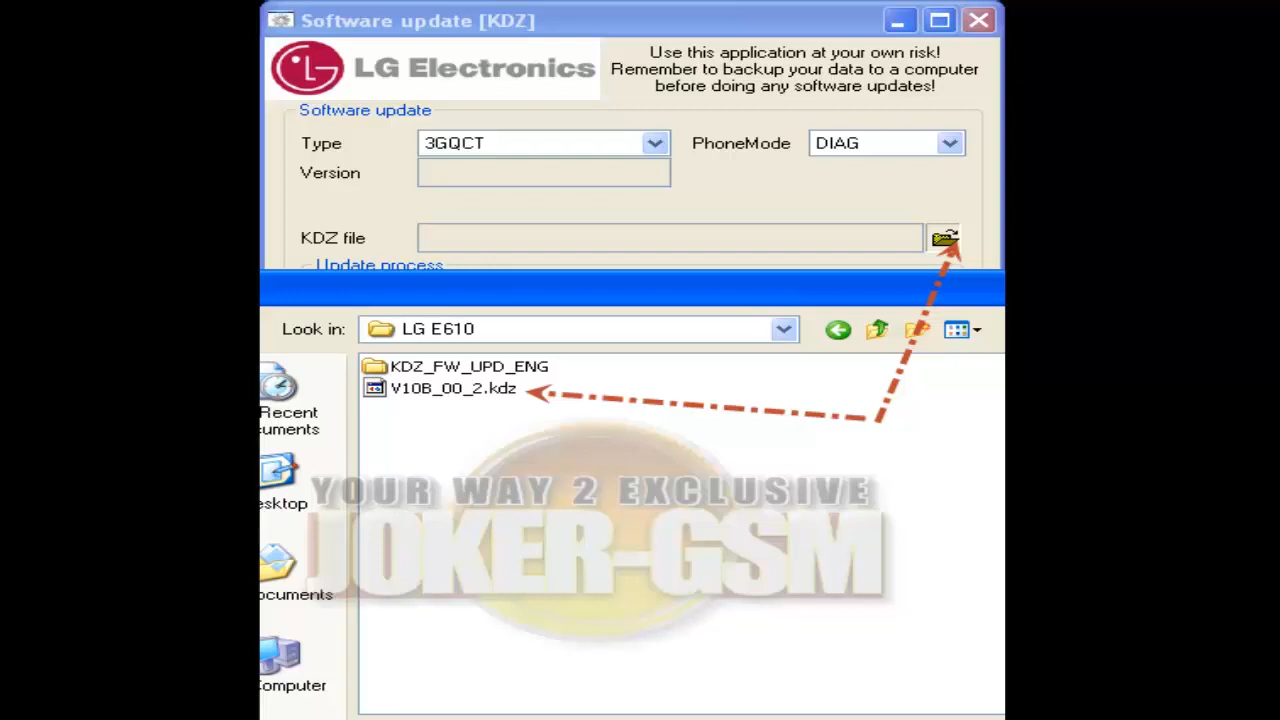 Software update [KDZ]
LG Electronics
Use this application at your own risk!
Remember to backup your data to a computer
before doing any software updates!
Software update
Type
3GQCT
PhoneMode
DIAG
Version
KDZ file
Update process
Look in:
LG E610
KDZ_FW_UPD_ENG
V10B_00_2.kdz
Recent
cuments
esktop
ocuments
Computer
YOUR WAY 2 EXCLUSIVE
JOKER-GSM